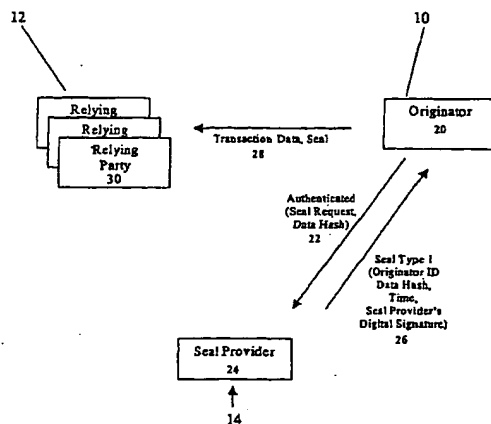 12
10
Relying
Relying
Relying
Party
30
Originator
20
Transaction Data, Seal
28
Authenticated
(Seal Request,
Data Hash)
22
Seal Type 1
(Originator ID
Data Hash,
Time,
Seal Provider's
Digital Signature)
26
Seal Provider
24
14